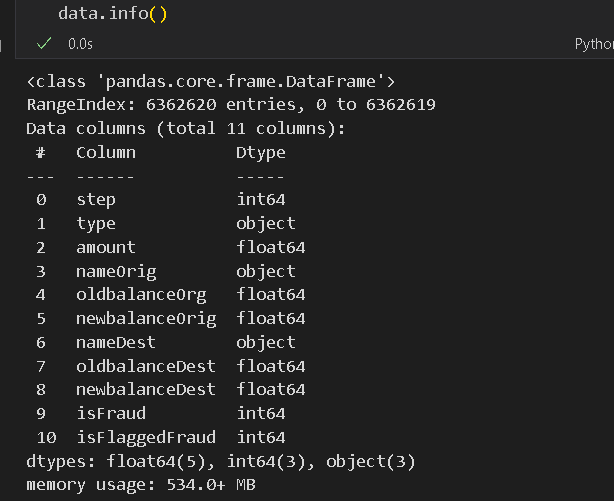 data.info()
0.0s
Python
<class 'pandas.core.frame.DataFrame'>
RangeIndex: 6362620 entries, 0 to 6362619
Data columns (total 11 columns):
 #   Column          Dtype
---  ------          -----
 0   step            int64
 1   type            object
 2   amount          float64
 3   nameOrig        object
 4   oldbalanceOrg   float64
 5   newbalanceOrig  float64
 6   nameDest        object
 7   oldbalanceDest  float64
 8   newbalanceDest  float64
 9   isFraud         int64
 10  isFlaggedFraud  int64
dtypes: float64(5), int64(3), object(3)
memory usage: 534.0+ MB